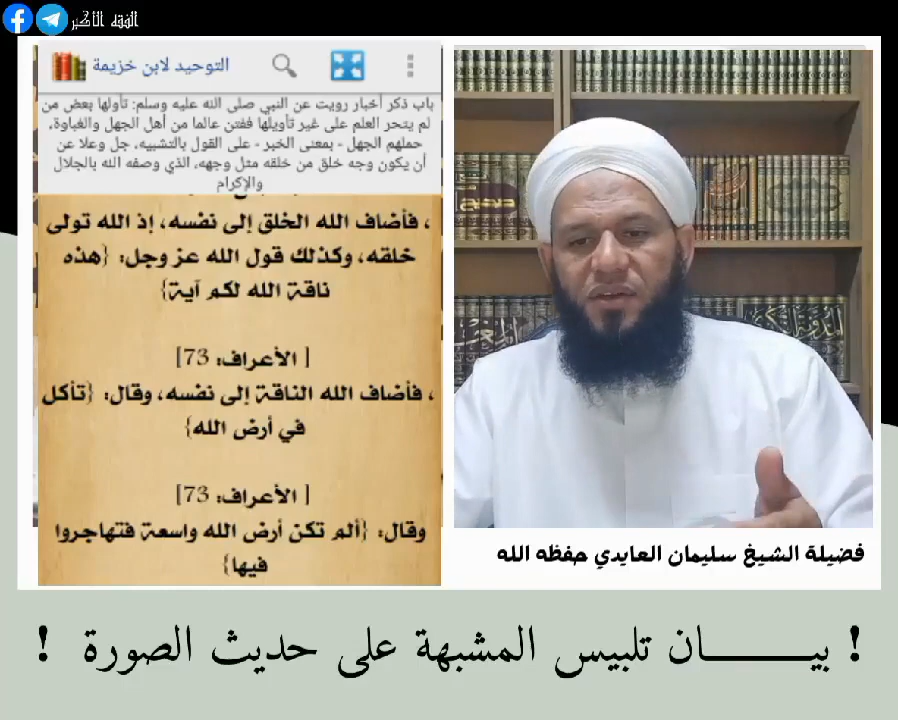 الفقه الأكبر
التوحيد لابن خزيمة
باب ذكر أخبار رويت عن النبي صلى الله عليه وسلم: تأولها بعض من
لم يتحر العلم على غير تأويلها ففتن عالما من أهل الجهل والغباوة،
حملهم الجهل - بمعنى الخبر - على القول بالتشبيه، جل وعلا عن
أن يكون وجه خلق من خلقه مثل وجهه، الذي وصفه الله بالجلال
والإكرام
، فأضاف الله الخلق إلى نفسه، إذ الله تولى
خلقه، وكذلك قول الله عز وجل: {هذه
ناقة الله لكم آية}
[ الأعراف: 73]
، فأضاف الله الناقة إلى نفسه، وقال: {تأكل
في أرض الله}
[ الأعراف: 73]
وقال: {ألم تكن أرض الله واسعة فتهاجروا
فيها}
المدونة الكبرى
فضيلة الشيخ سليمان العايدي حفظه الله
! بيـــــــان تلبيس المشبهة على حديث الصورة !